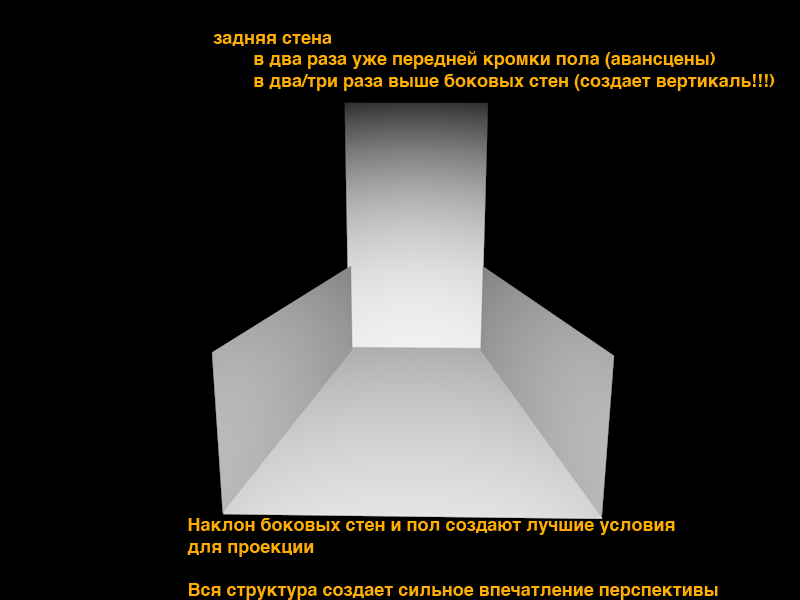 задняя стена
в два раза уже передней кромки пола (авансцены)
в два/три раза выше боковых стен (создает вертикаль!!!)
Наклон боковых стен и пол создают лучшие условия
для проекции
Вся структура создает сильное впечатление перспективы